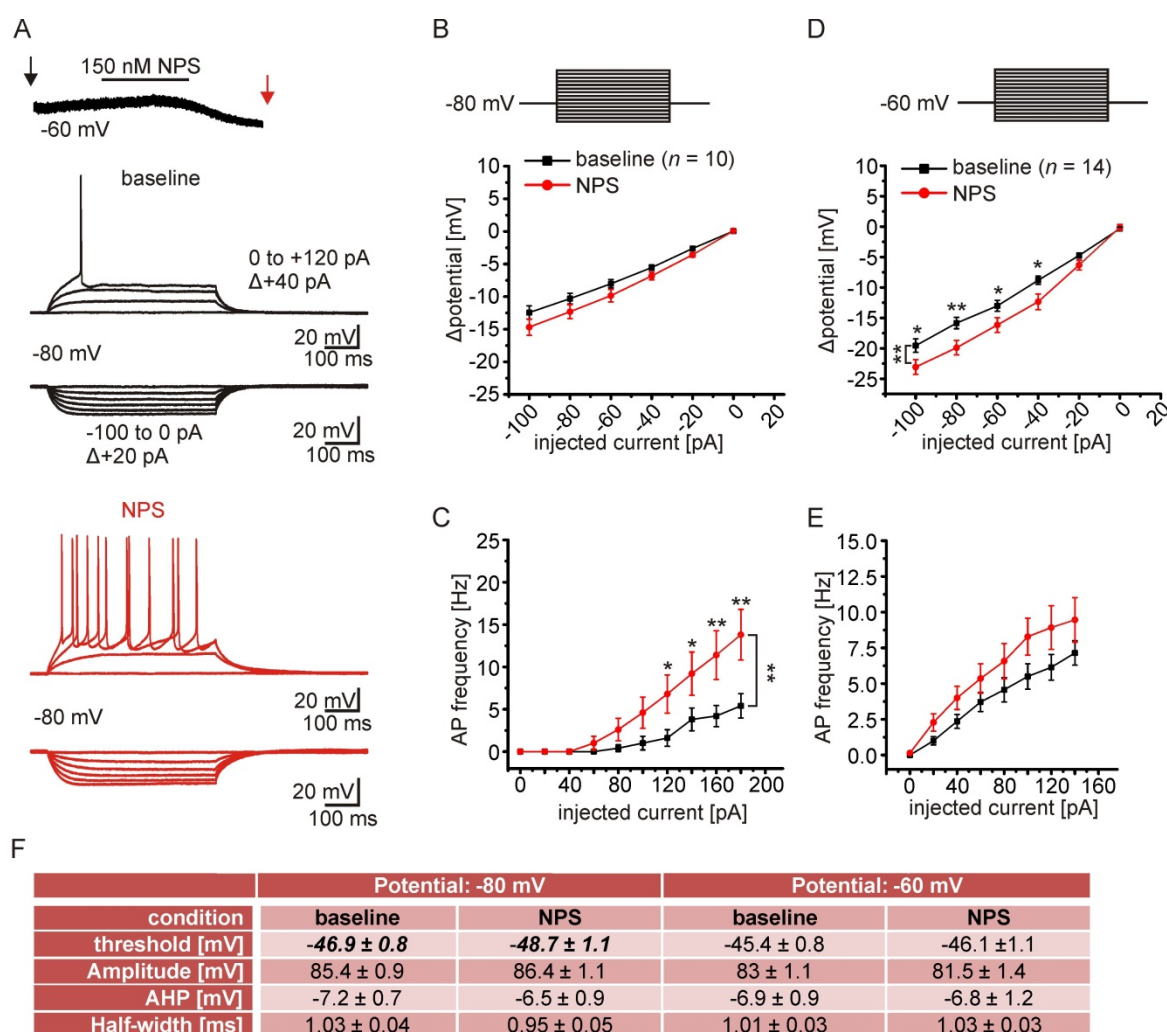 A
150 nM NPS
-60 mV
baseline
0 to +120 pA
Δ+40 pA
20 mV
100 ms
-80 mV
-100 to 0 pA
Δ+20 pA
20 mV
100 ms
NPS
20 mV
100 ms
-80 mV
20 mV
100 ms
B
-80 mV
baseline (n = 10)
NPS
10
5
0
-5
-10
-15
-20
-25
Δpotential [mV]
-100 -80 -60 -40 -20 0 20
injected current [pA]
C
25
20
15
10
5
0
AP frequency [Hz]
* * ** **
**
0 40 80 120 160 200
injected current [pA]
D
-60 mV
baseline (n = 14)
NPS
10
5
0
-5
-10
-15
-20
-25
Δpotential [mV]
* ** * *
**
-100 -80 -60 -40 -20 0 20
injected current [pA]
E
15.0
12.5
10.0
7.5
5.0
2.5
0.0
AP frequency [Hz]
0 40 80 120 160
injected current [pA]
F
Potential: -80 mV Potential: -60 mV
condition baseline NPS baseline NPS
threshold [mV] -46.9 ± 0.8 -48.7 ± 1.1 -45.4 ± 0.8 -46.1 ±1.1
Amplitude [mV] 85.4 ± 0.9 86.4 ± 1.1 83 ± 1.1 81.5 ± 1.4
AHP [mV] -7.2 ± 0.7 -6.5 ± 0.9 -6.9 ± 0.9 -6.8 ± 1.2
Half-width [ms] 1.03 ± 0.04 0.95 ± 0.05 1.01 ± 0.03 1.03 ± 0.03